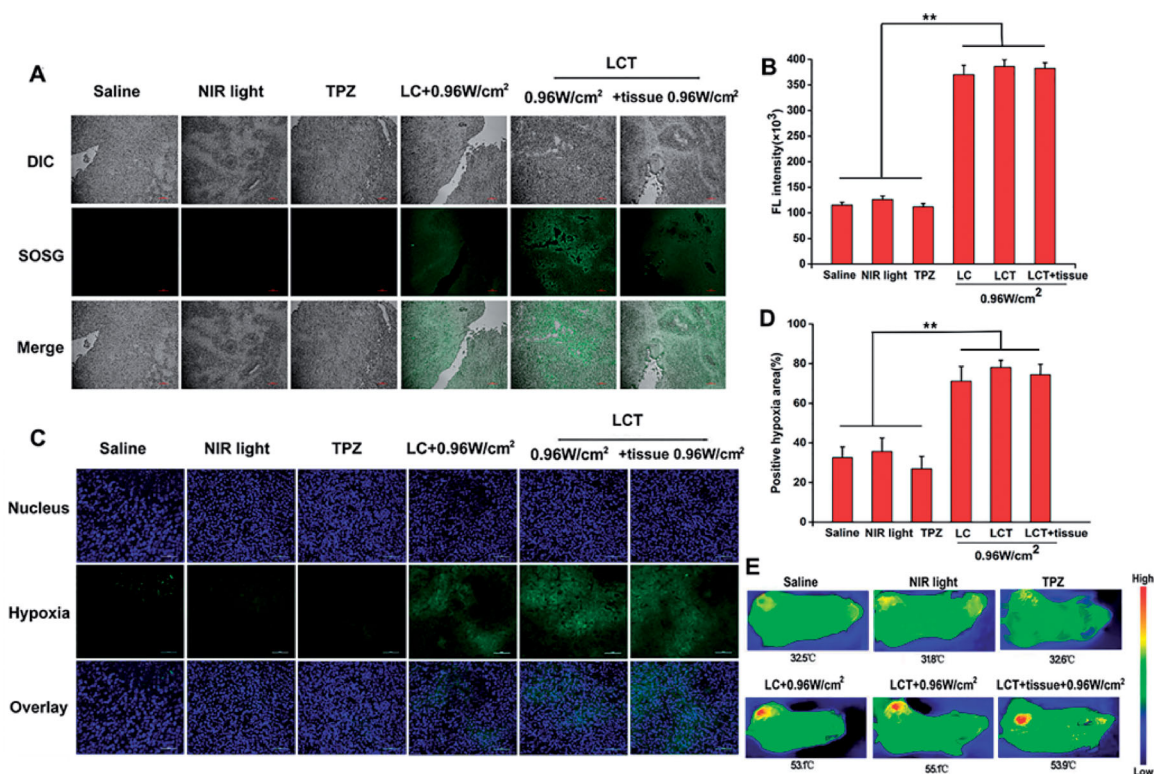 A
Saline NIR light TPZ LC+0.96W/cm² LCT
0.96W/cm² +tissue 0.96W/cm²
DIC
SOSG
Merge
B
**
FL intensity(×10³)
400
350
300
250
200
150
100
50
0
Saline NIR light TPZ LC LCT LCT+tissue
0.96W/cm²
C
Saline NIR light TPZ LC+0.96W/cm² LCT
0.96W/cm² +tissue 0.96W/cm²
Nucleus
Hypoxia
Overlay
D
**
Positive hypoxia area(%)
100
80
60
40
20
0
Saline NIR light TPZ LC LCT LCT+tissue
0.96W/cm²
E
Saline NIR light TPZ
32.5℃ 31.8℃ 32.6℃
LC+0.96W/cm² LCT+0.96W/cm² LCT+tissue+0.96W/cm²
53.1℃ 55.1℃ 53.9℃
High
Low